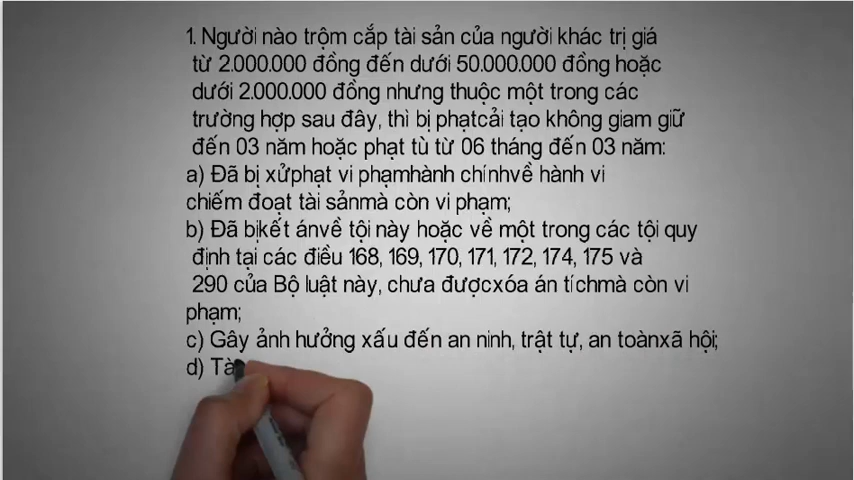 1. Người nào trộm cắp tài sản của người khác trị giá
từ 2.000.000 đồng đến dưới 50.000.000 đồng hoặc
dưới 2.000.000 đồng nhưng thuộc một trong các
trường hợp sau đây, thì bị phạtcải tạo không giam giữ
đến 03 năm hoặc phạt tù từ 06 tháng đến 03 năm:
a) Đã bị xửphạt vi phạmhành chínhvề hành vi
chiếm đoạt tài sảnmà còn vi phạm;
b) Đã bịkết ánvề tội này hoặc về một trong các tội quy
định tại các điều 168, 169, 170, 171, 172, 174, 175 và
290 của Bộ luật này, chưa đượcxóa án tíchmà còn vi
phạm;
c) Gây ảnh hưởng xấu đến an ninh, trật tự, an toànxã hội;
d) Tà